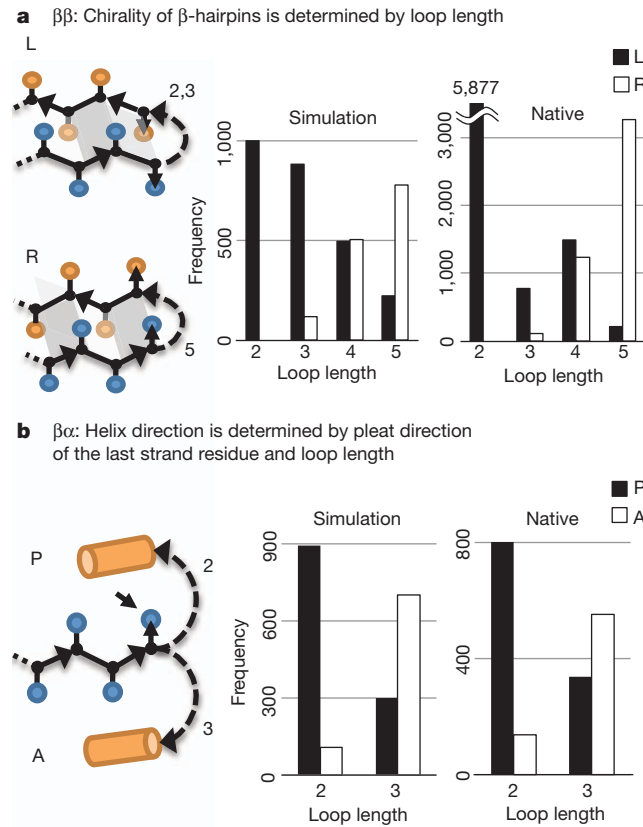 a ββ: Chirality of β-hairpins is determined by loop length
L
2,3
R
5
Simulation
Frequency
1,000
500
0
2 3 4 5
Loop length
L
R
5,877
Native
3,000
2,000
1,000
0
2 3 4 5
Loop length
b βα: Helix direction is determined by pleat direction
of the last strand residue and loop length
P
2
3
A
Simulation
Frequency
900
600
300
0
2 3
Loop length
P
A
Native
800
400
0
2 3
Loop length